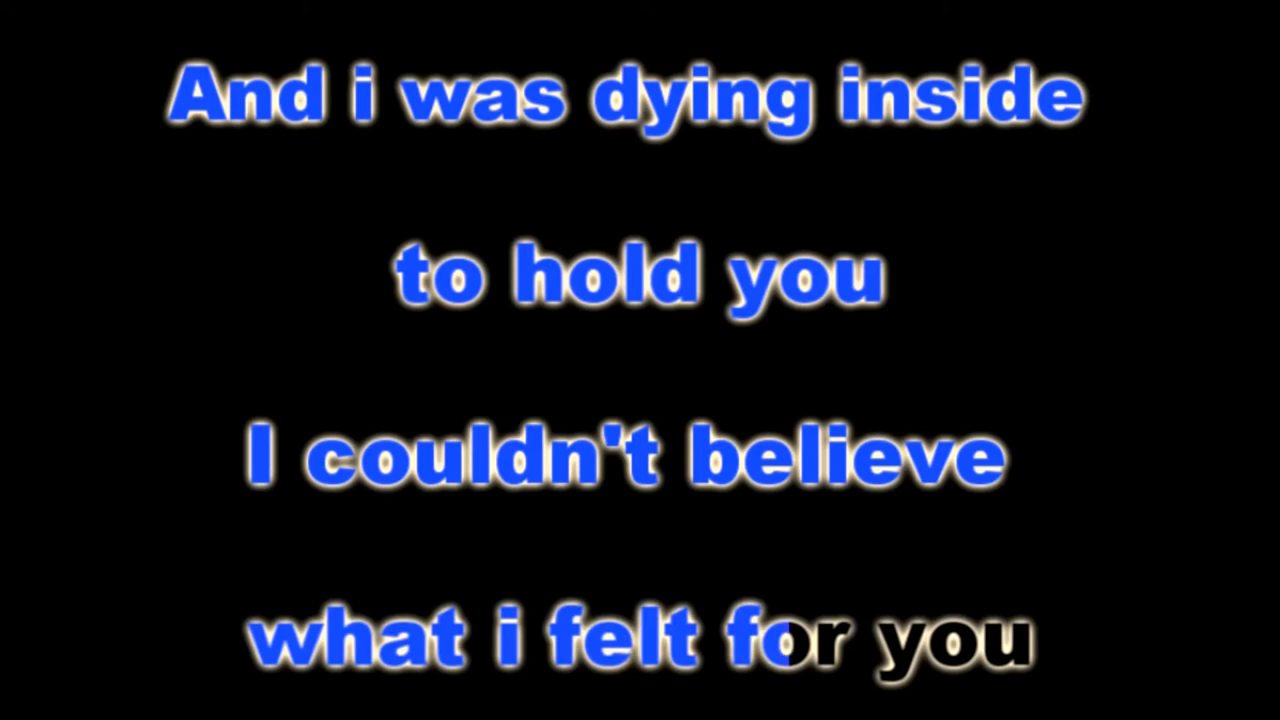 And i was dying inside
to hold you
I couldn't believe
what i felt for you